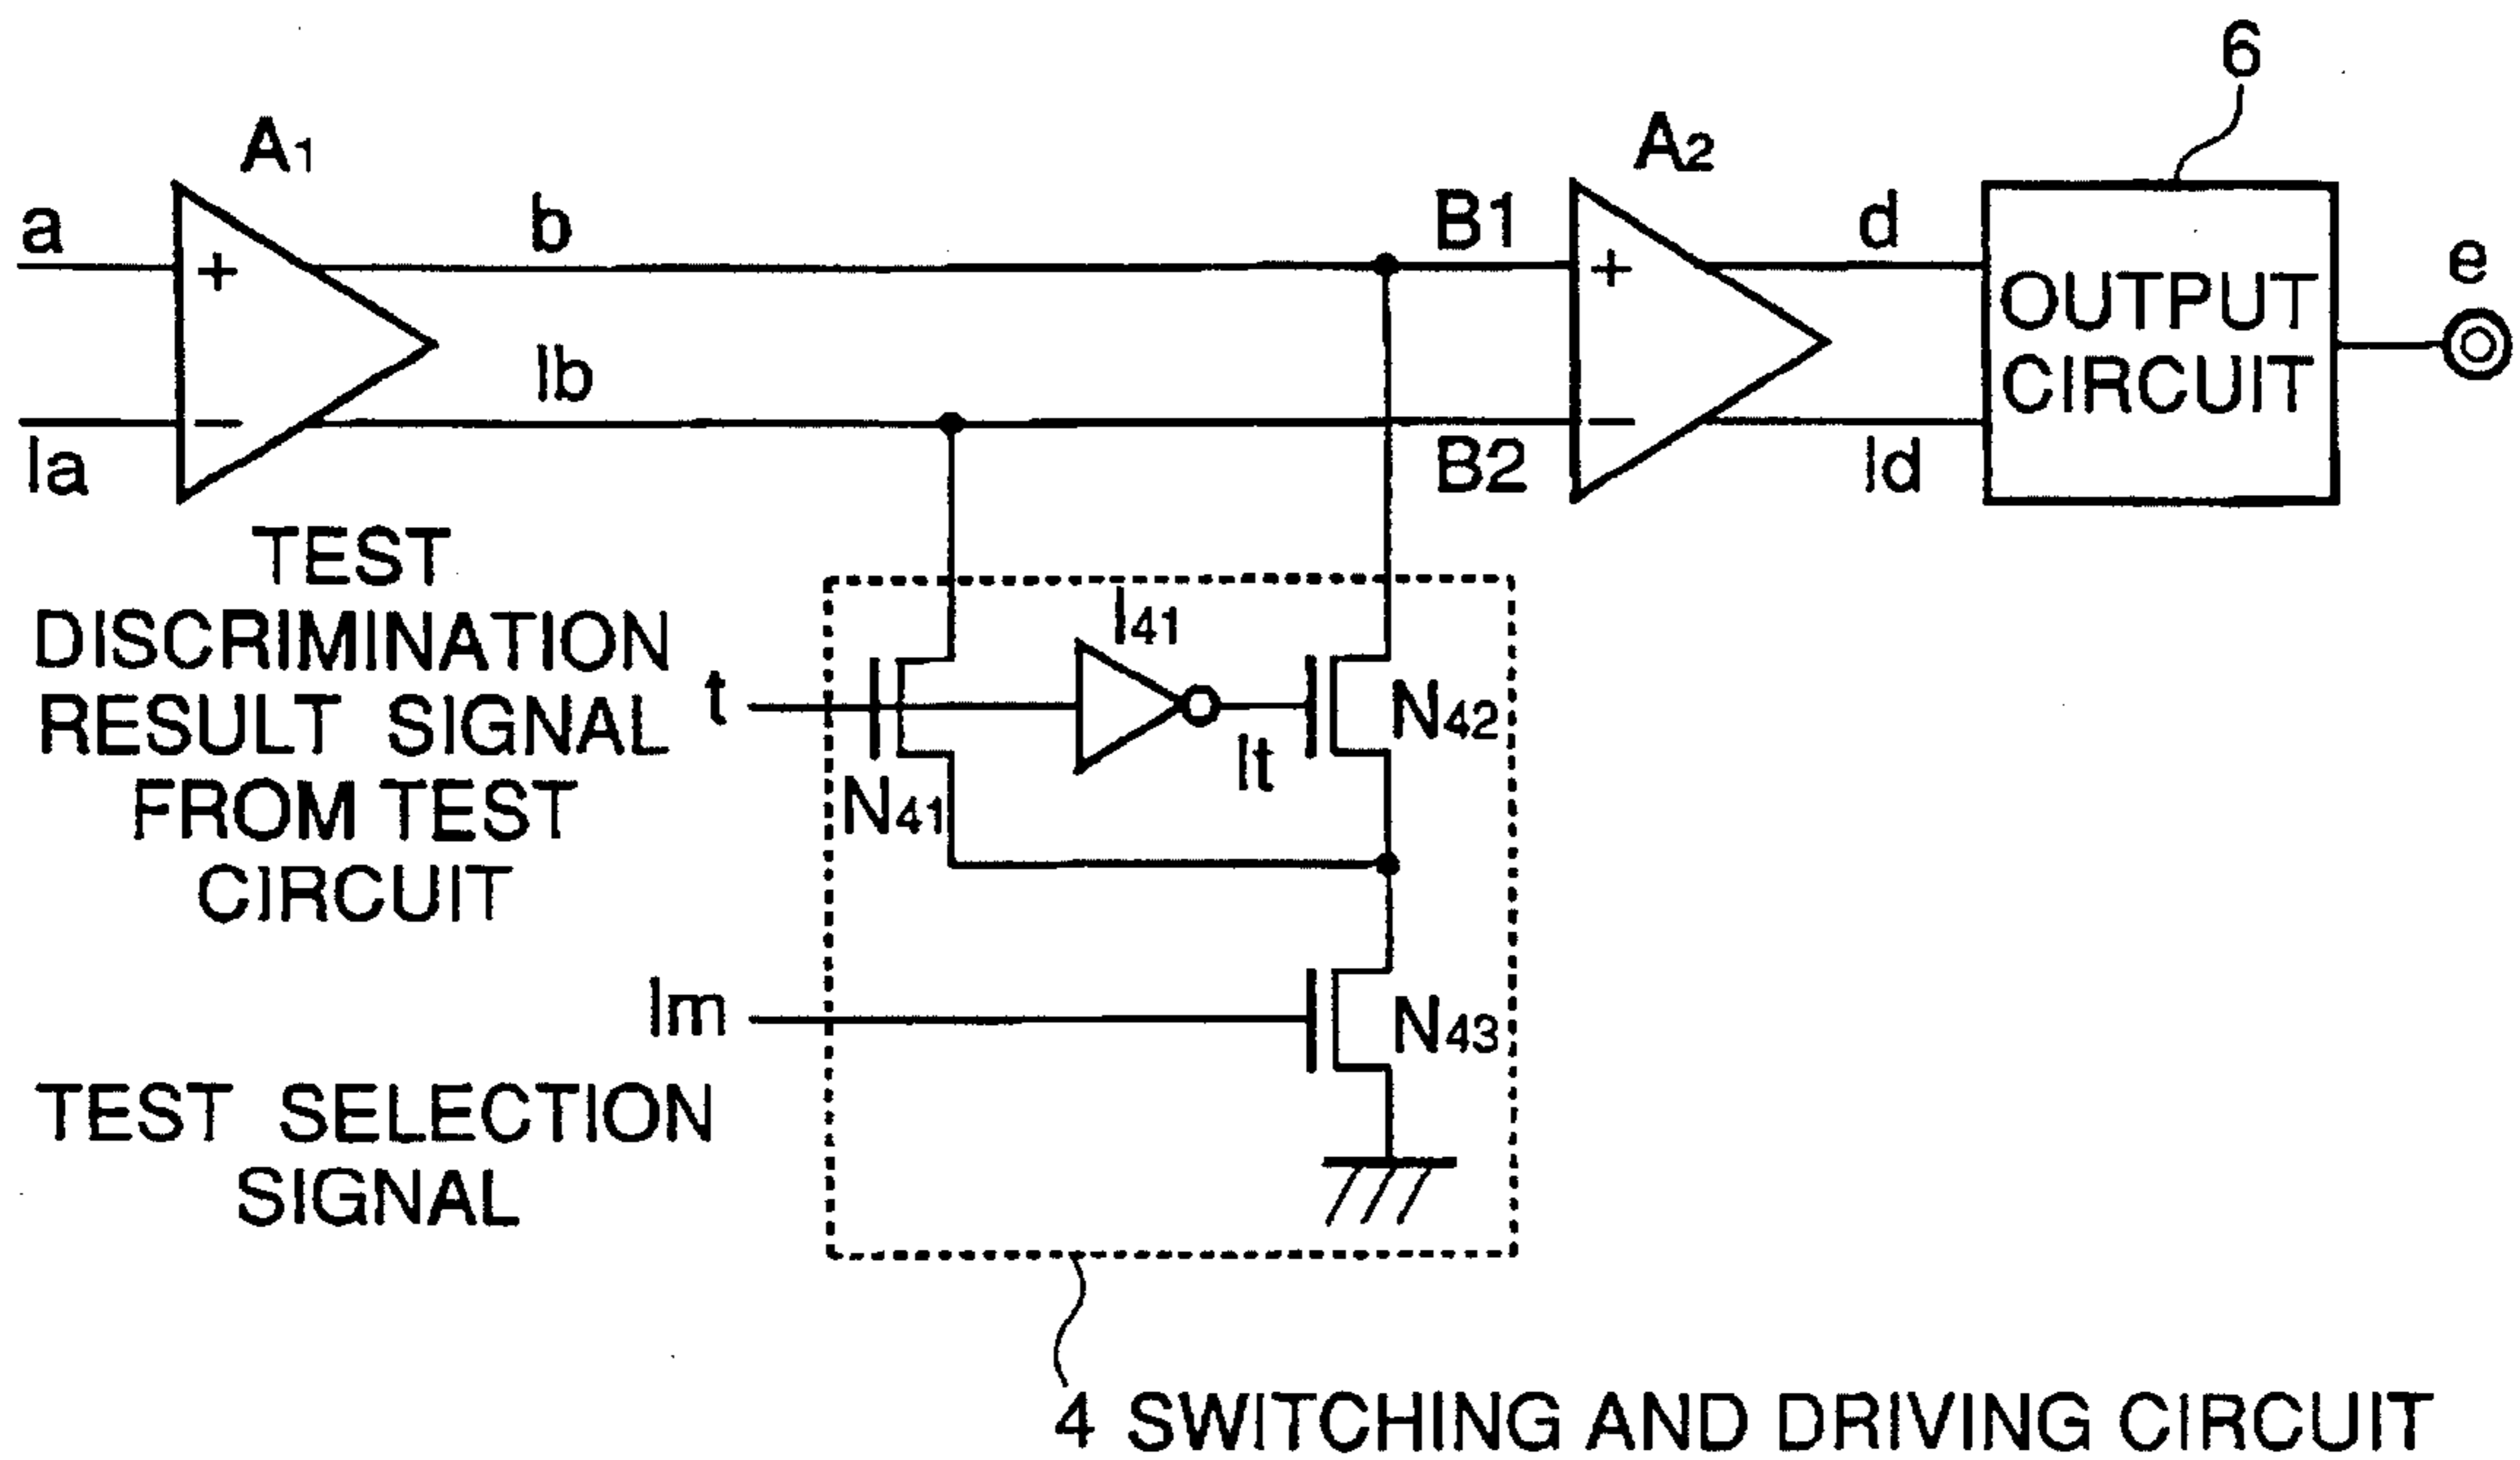 6
A1
A2
a
b
B1
d
e
+
+
OUTPUT
CIRCUIT
Ia
Ib
B2
Id
−
−
TEST
DISCRIMINATION
RESULT SIGNAL
FROM TEST
CIRCUIT
t
I41
It
N41
N42
Im
N43
TEST SELECTION
SIGNAL
4 SWITCHING AND DRIVING CIRCUIT